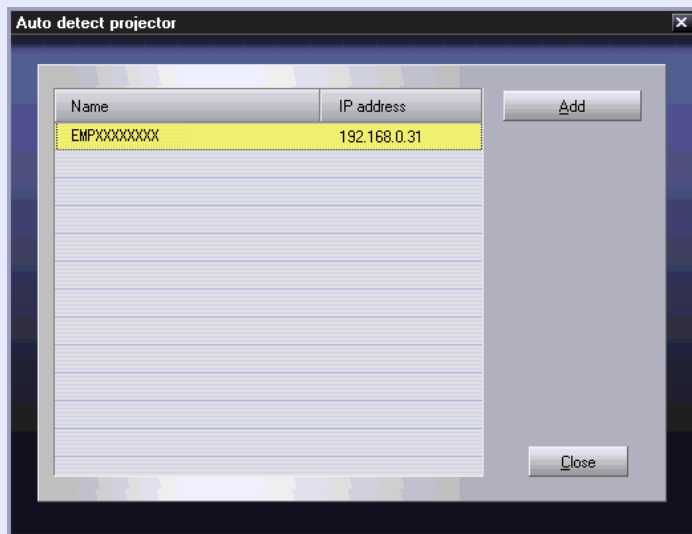 Auto detect projector
Name IP address Add
EMPXXXXXXXX 192.168.0.31
Close